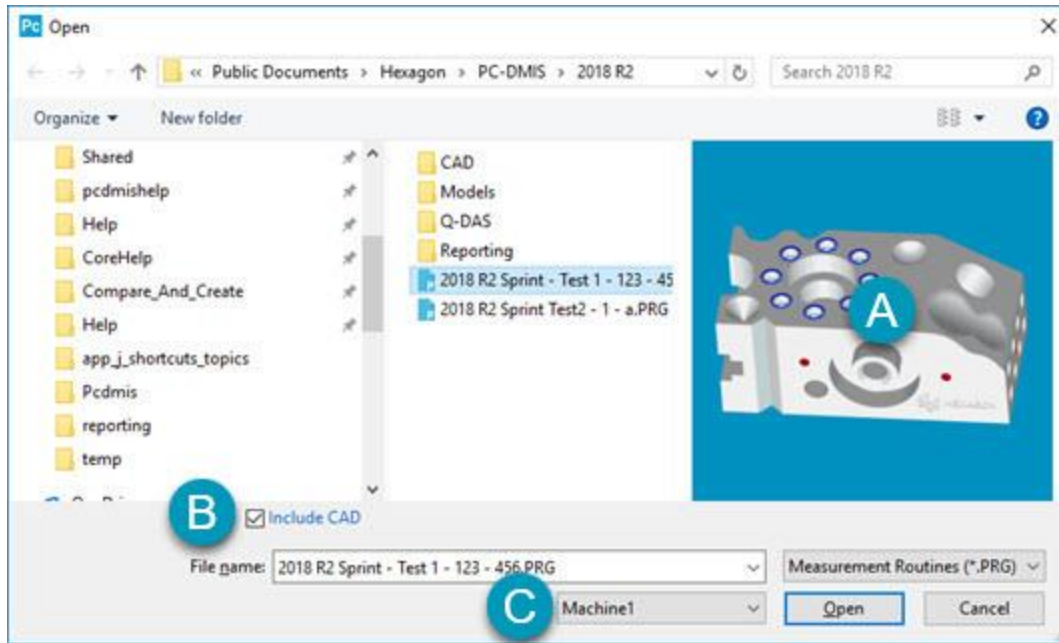 Pc Open
« Public Documents > Hexagon > PC-DMIS > 2018 R2
Search 2018 R2
Organize
New folder
Shared
pcdmishelp
Help
CoreHelp
Compare_And_Create
Help
app_j_shortcuts_topics
Pcdmis
reporting
temp
CAD
Models
Q-DAS
Reporting
2018 R2 Sprint - Test 1 - 123 - 45
2018 R2 Sprint Test2 - 1 - a.PRG
A
B
Include CAD
File name: 2018 R2 Sprint - Test 1 - 123 - 456.PRG
Measurement Routines (*.PRG)
C
Machine1
Open
Cancel